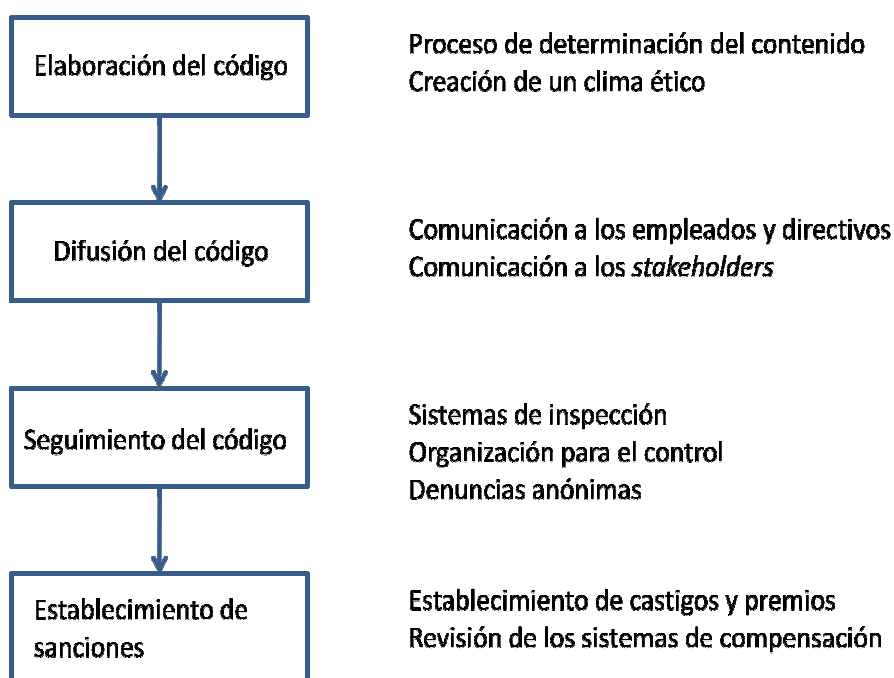 Elaboración del código
Proceso de determinación del contenido
Creación de un clima ético
Difusión del código
Comunicación a los empleados y directivos
Comunicación a los stakeholders
Seguimiento del código
Sistemas de inspección
Organización para el control
Denuncias anónimas
Establecimiento de
sanciones
Establecimiento de castigos y premios
Revisión de los sistemas de compensación